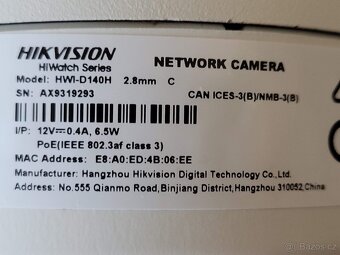 HIKVISION
HiWatch Series
NETWORK CAMERA
Model: HWI-D140H 2.8mm C
SN: AX9319293
CAN ICES-3(B)/NMB-3(B)
I/P: 12V⎓0.4A, 6.5W
PoE(IEEE 802.3af class 3)
MAC Address: E8:A0:ED:4B:06:EE
Manufacturer: Hangzhou Hikvision Digital Technology Co., Ltd.
Address: No.555 Qianmo Road,Binjiang District,Hangzhou 310052,China